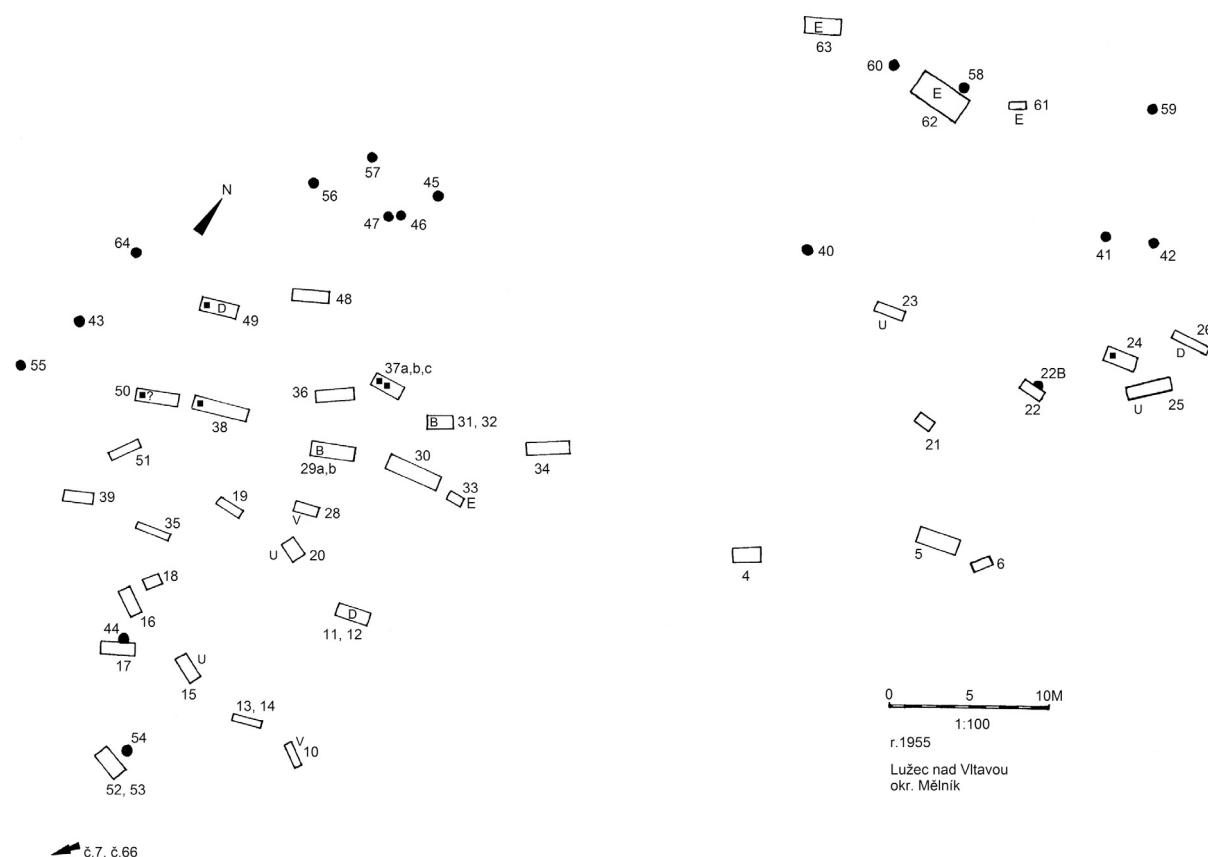 E
63
60
58
E
62
61
E
59
57
56
45
47
46
N
64
40
41
42
48
D
49
43
23
U
24
26
D
55
37a,b,c
50
?
38
36
22B
22
25
U
B
31, 32
21
B
29a,b
30
34
51
33
E
39
19
28
V
35
U
20
5
6
4
18
16
D
11, 12
44
17
U
15
13, 14
V
10
0 5 10M
1:100
54
52, 53
r.1955
Lužec nad Vltavou
okr. Mělník
č.7, č.66